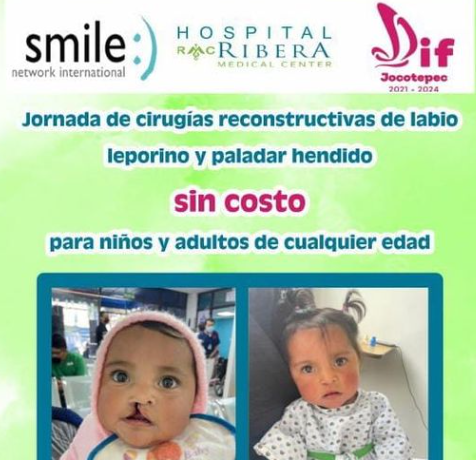 smile:)
network international
HOSPITAL
RMC RIBERA
MEDICAL CENTER
Dif
Jocotepec
2021 - 2024
Jornada de cirugías reconstructivas de labio
leporino y paladar hendido
sin costo
para niños y adultos de cualquier edad